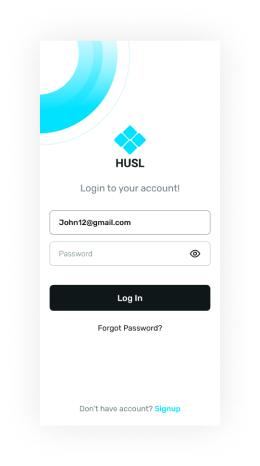 HUSL
Login to your account!
John12@gmail.com
Password
Log In
Forgot Password?
Don't have account? Signup